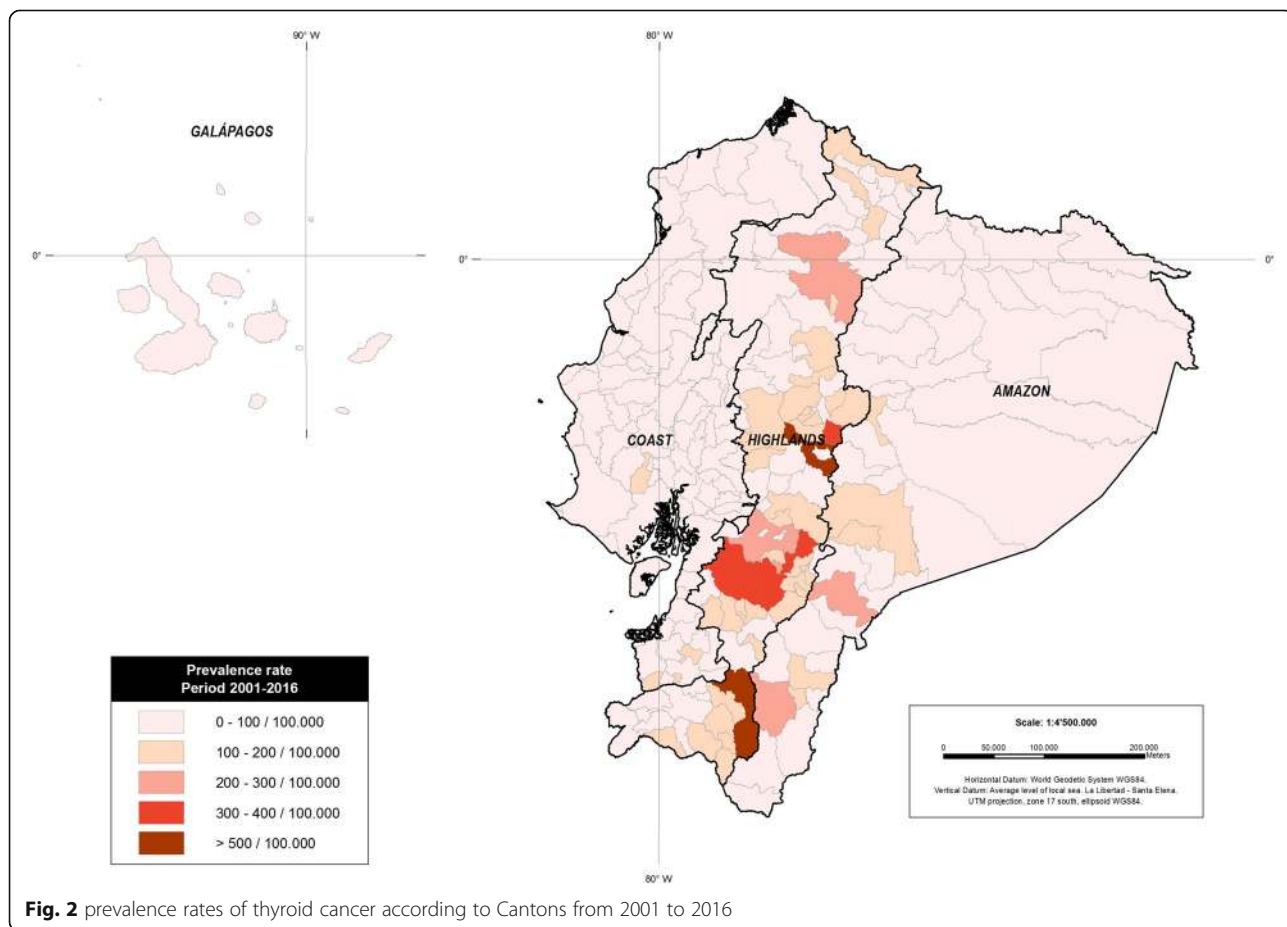 90° W
80° W
GALÁPAGOS
0°
0°
0°
AMAZON
COAST
HIGHLANDS
Prevalence rate
Period 2001-2016
0 - 100 / 100.000
100 - 200 / 100.000
200 - 300 / 100.000
300 - 400 / 100.000
> 500 / 100.000
Scale: 1:4'500.000
0 50.000 100.000 200.000
Meters
Horizontal Datum: World Geodetic System WGS84.
Vertical Datum: Average level of local sea. La Libertad - Santa Elena.
UTM projection, zone 17 south, ellipsoid WGS84.
80° W
Fig. 2 prevalence rates of thyroid cancer according to Cantons from 2001 to 2016